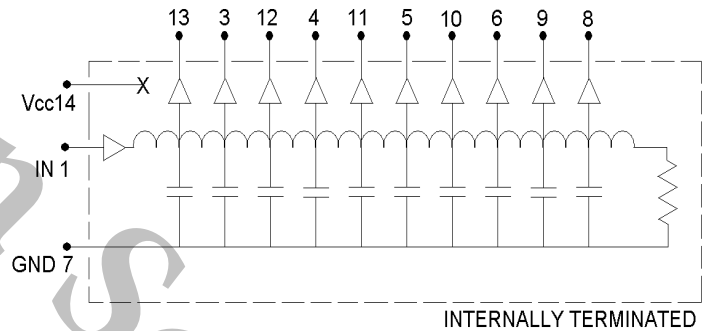 13 3 12 4 11 5 10 6 9 8
Vcc14
X
IN 1
GND 7
INTERNALLY TERMINATED